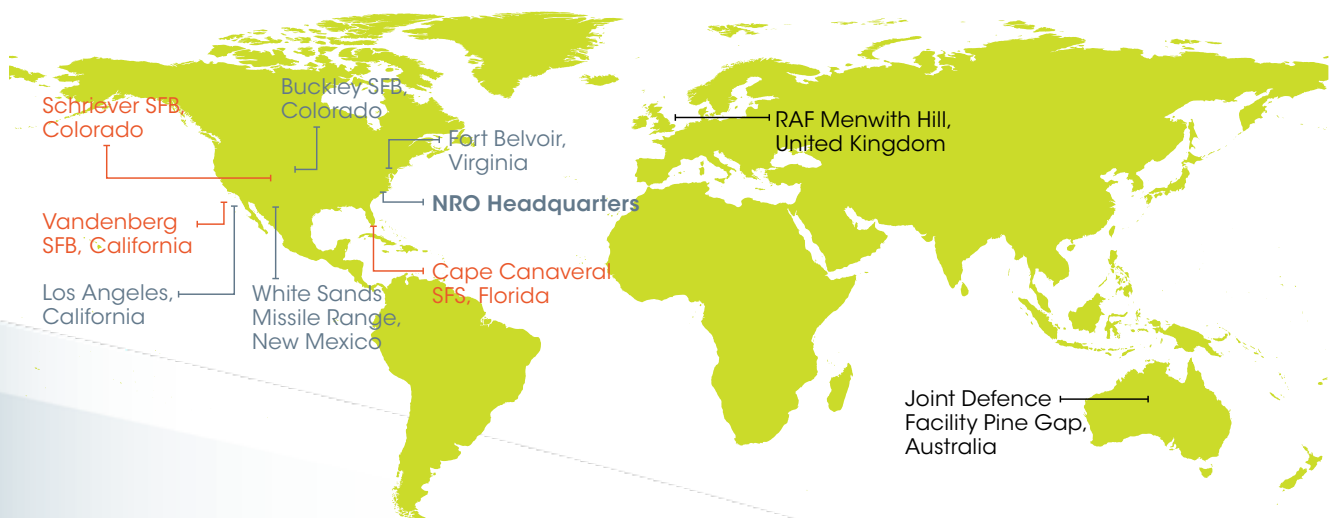 Schriever SFB,
Colorado
Buckley SFB,
Colorado
Fort Belvoir,
Virginia
NRO Headquarters
RAF Menwith Hill,
United Kingdom
Vandenberg
SFB, California
Cape Canaveral
SFS, Florida
Los Angeles,
California
White Sands
Missile Range,
New Mexico
Joint Defence
Facility Pine Gap,
Australia